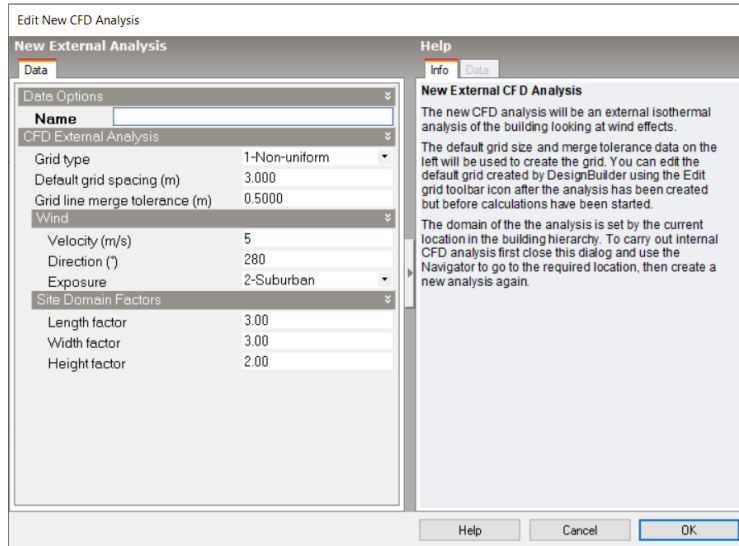 Edit New CFD Analysis
New External Analysis
Data
Data Options
Name
CFD External Analysis
Grid type 1-Non-uniform
Default grid spacing (m) 3.000
Grid line merge tolerance (m) 0.5000
Wind
Velocity (m/s) 5
Direction (°) 280
Exposure 2-Suburban
Site Domain Factors
Length factor 3.00
Width factor 3.00
Height factor 2.00
Help
Info Data
New External CFD Analysis
The new CFD analysis will be an external isothermal
analysis of the building looking at wind effects.
The default grid size and merge tolerance data on the
left will be used to create the grid. You can edit the
default grid created by DesignBuilder using the Edit
grid toolbar icon after the analysis has been created
but before calculations have been started.
The domain of the the analysis is set by the current
location in the building hierarchy. To carry out internal
CFD analysis first close this dialog and use the
Navigator to go to the required location, then create a
new analysis again.
Help Cancel OK